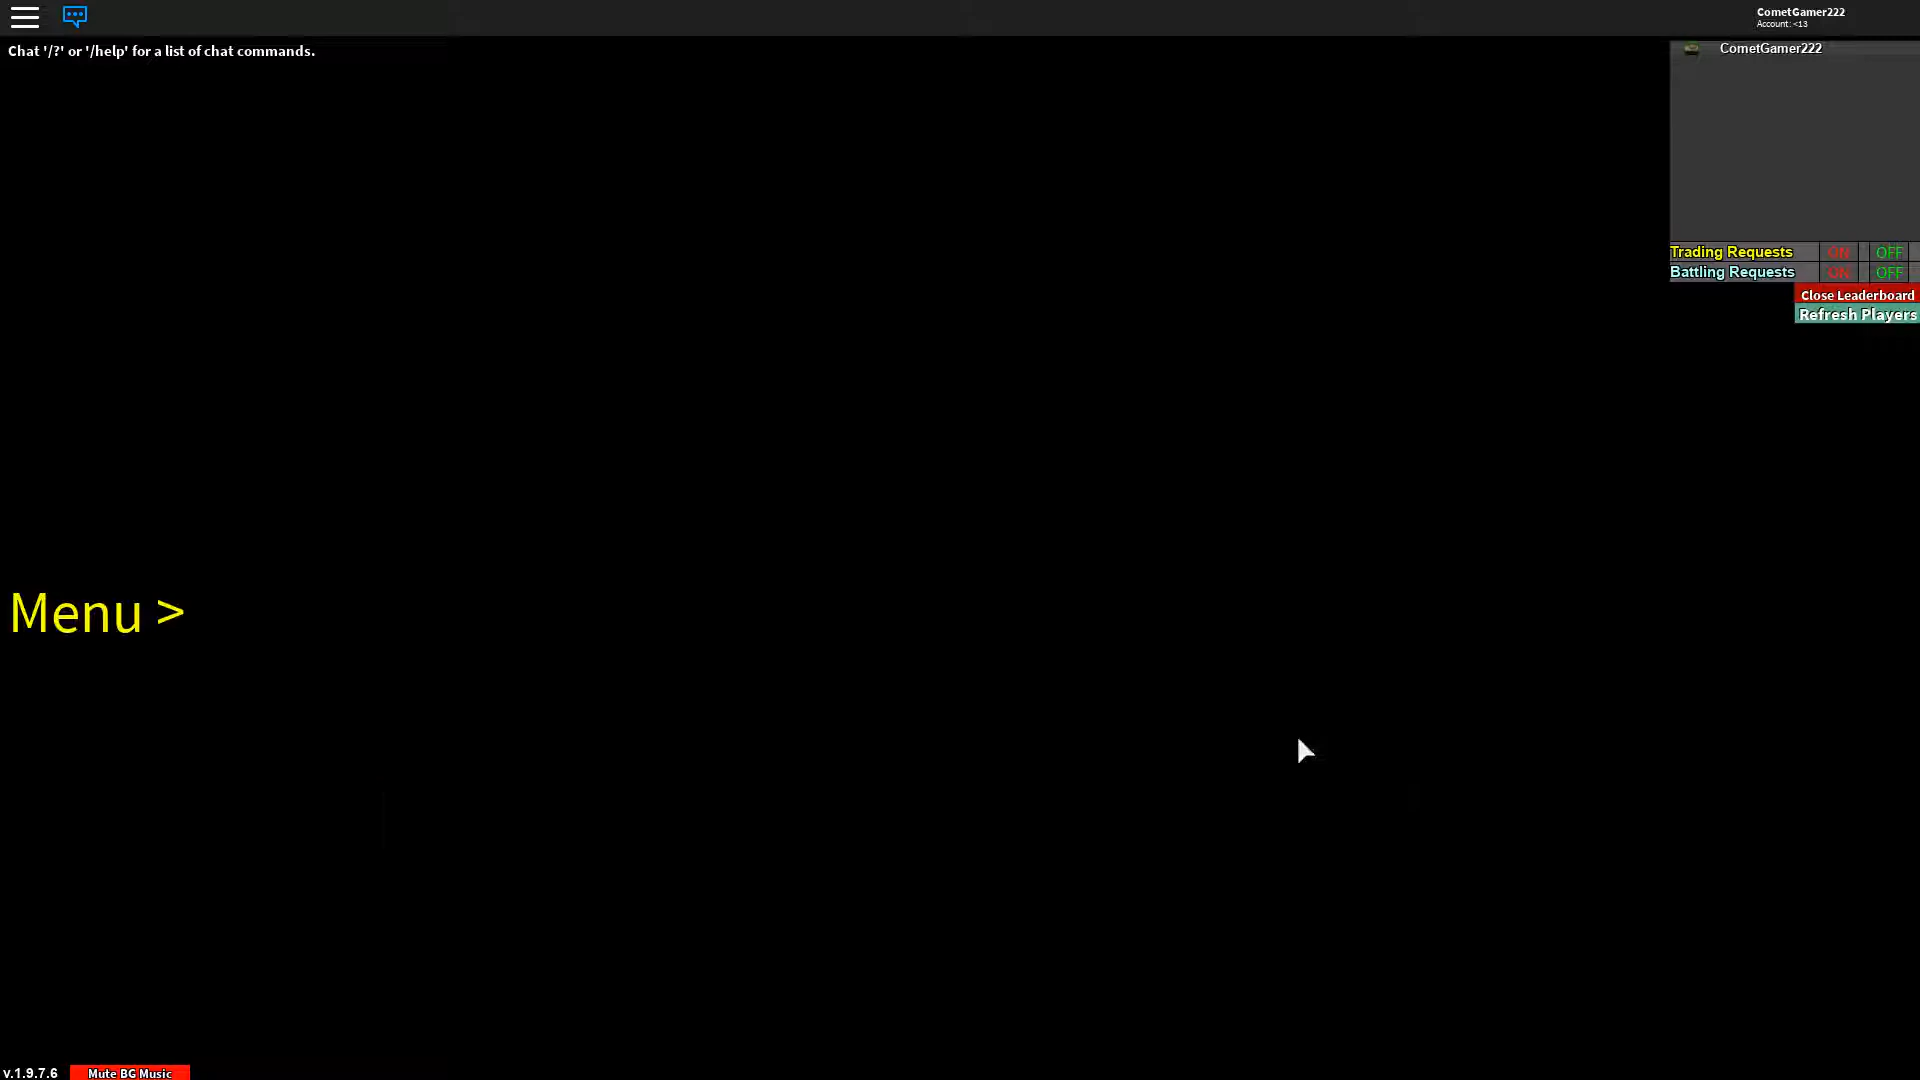 CometGamer222
Account: <13
Chat '/?' or '/help' for a list of chat commands.
CometGamer222
Trading Requests ON OFF
Battling Requests ON OFF
Close Leaderboard
Refresh Players
Menu >
v.1.9.7.6 Mute BG Music